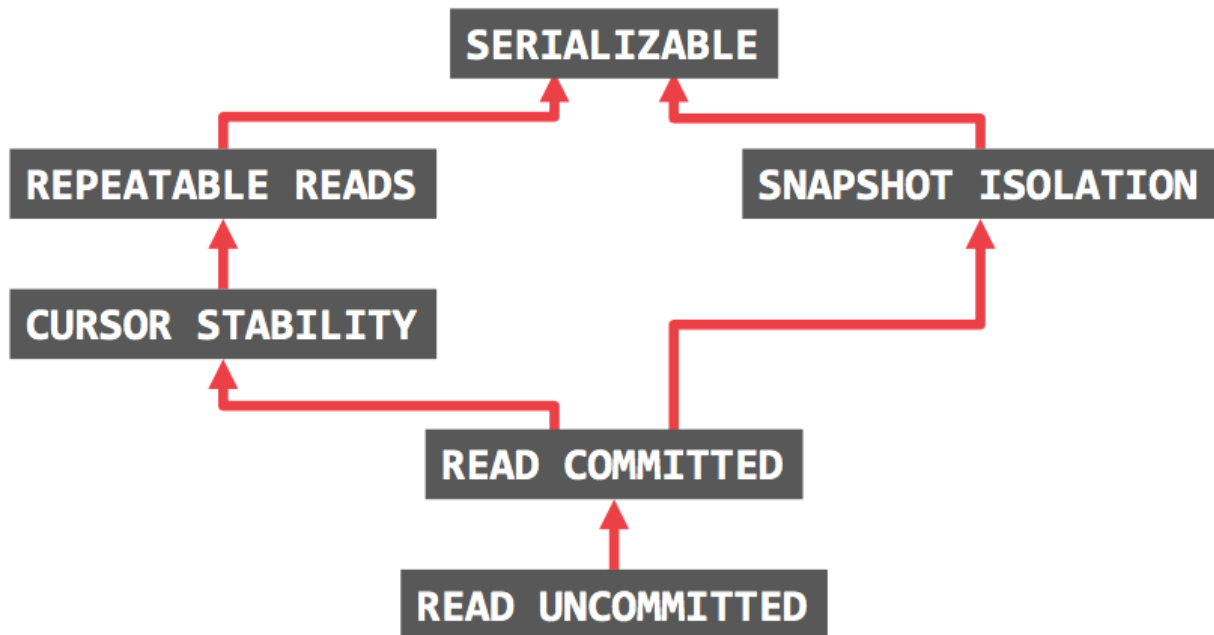 SERIALIZABLE
REPEATABLE READS
SNAPSHOT ISOLATION
CURSOR STABILITY
READ COMMITTED
READ UNCOMMITTED